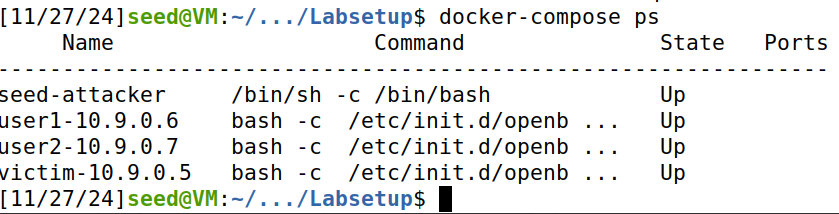 [11/27/24]seed@VM:~/.../Labsetup$ docker-compose ps
Name Command State Ports
-----------------------------------------------------------------
seed-attacker /bin/sh -c /bin/bash Up
user1-10.9.0.6 bash -c /etc/init.d/openb ... Up
user2-10.9.0.7 bash -c /etc/init.d/openb ... Up
victim-10.9.0.5 bash -c /etc/init.d/openb ... Up
[11/27/24]seed@VM:~/.../Labsetup$